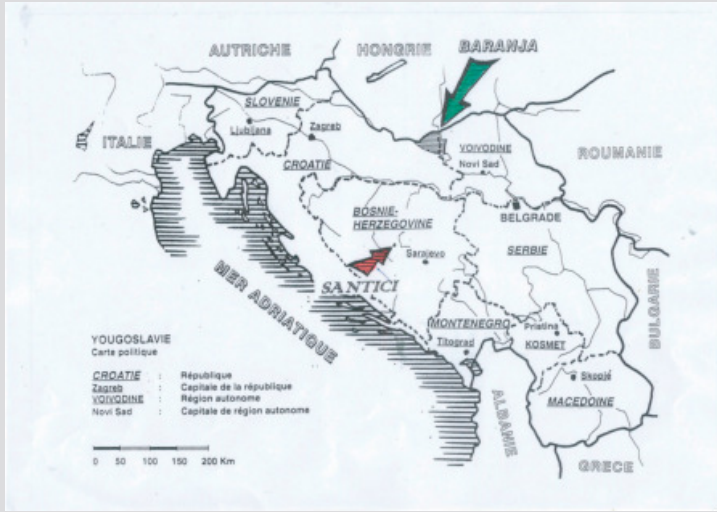 AUTRICHE
HONGRIE
BARANJA
SLOVENIE
Ljubljana
Zagreb
ITALIE
CROATIE
VOIVODINE
Novi Sad
ROUMANIE
BOSNIE-
HERZEGOVINE
BELGRADE
Sarajevo
SERBIE
SANTICI
MER ADRIATIQUE
BULGARIE
MONTENEGRO
Pristina
Titograd
KOSMET
Skopjé
MACEDOINE
ALBANIE
GRECE
YOUGOSLAVIE
Carte politique
CROATIE : République
Zagreb : Capitale de la république
VOIVODINE : Région autonome
Novi Sad : Capitale de région autonome
0 50 100 150 200 Km